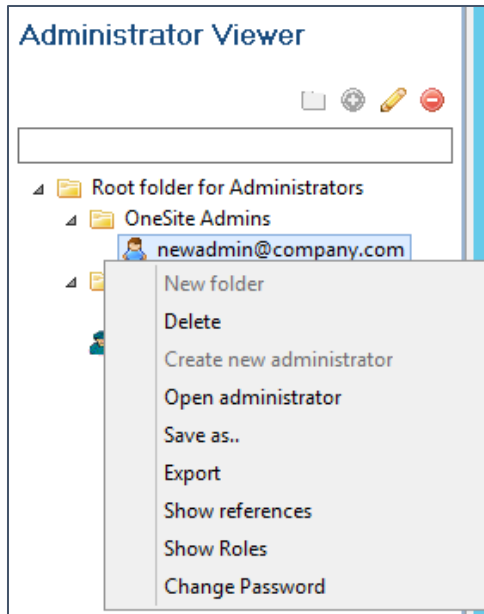 Administrator Viewer
Root folder for Administrators
OneSite Admins
newadmin@company.com
New folder
Delete
Create new administrator
Open administrator
Save as..
Export
Show references
Show Roles
Change Password